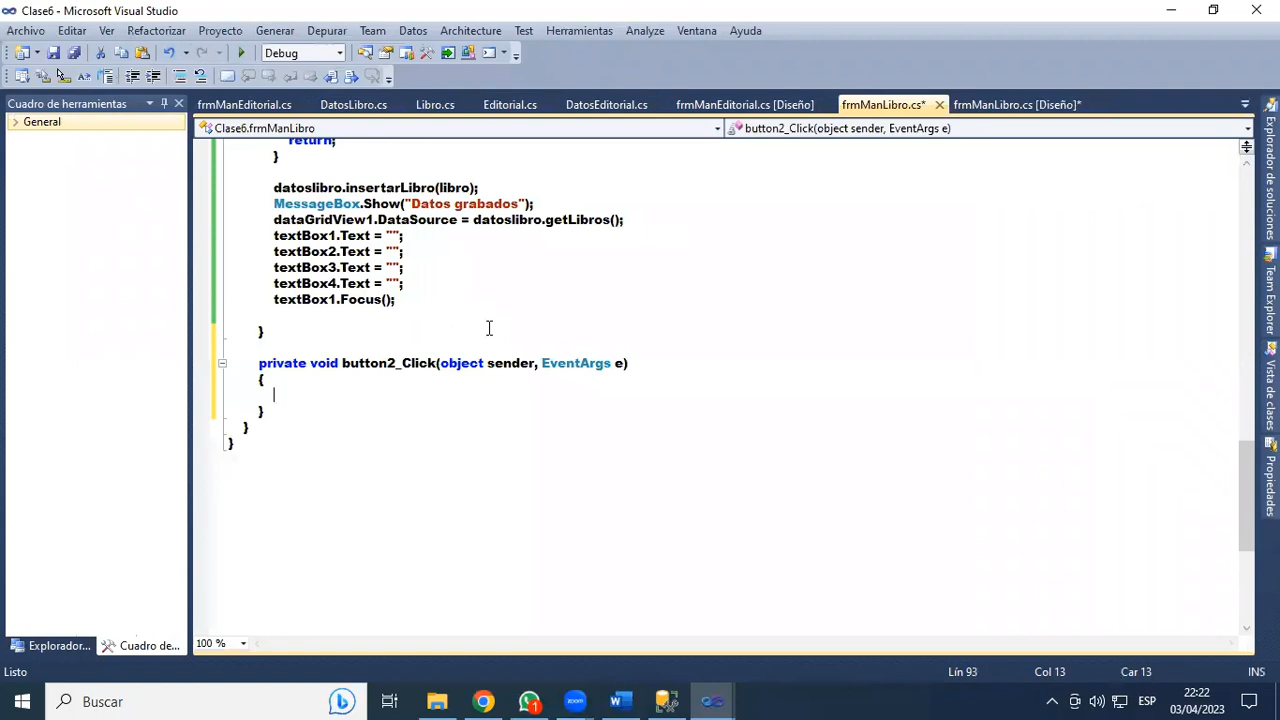 Clase6 - Microsoft Visual Studio
Archivo Editar Ver Refactorizar Proyecto Generar Depurar Team Datos Architecture Test Herramientas Analyze Ventana Ayuda
Debug
Cuadro de herramientas
General
frmManEditorial.cs DatosLibro.cs Libro.cs Editorial.cs DatosEditorial.cs frmManEditorial.cs [Diseño] frmManLibro.cs* frmManLibro.cs [Diseño]*
Clase6.frmManLibro button2_Click(object sender, EventArgs e)
return;
}
datoslibro.insertarLibro(libro);
MessageBox.Show("Datos grabados");
dataGridView1.DataSource = datoslibro.getLibros();
textBox1.Text = "";
textBox2.Text = "";
textBox3.Text = "";
textBox4.Text = "";
textBox1.Focus();
}
private void button2_Click(object sender, EventArgs e)
{
}
}
}
Explorador de soluciones
Team Explorer
Vista de clases
Propiedades
100 %
Explorador... Cuadro de...
Listo Lín 93 Col 13 Car 13 INS
Buscar
zoom
1
ESP
22:22
03/04/2023